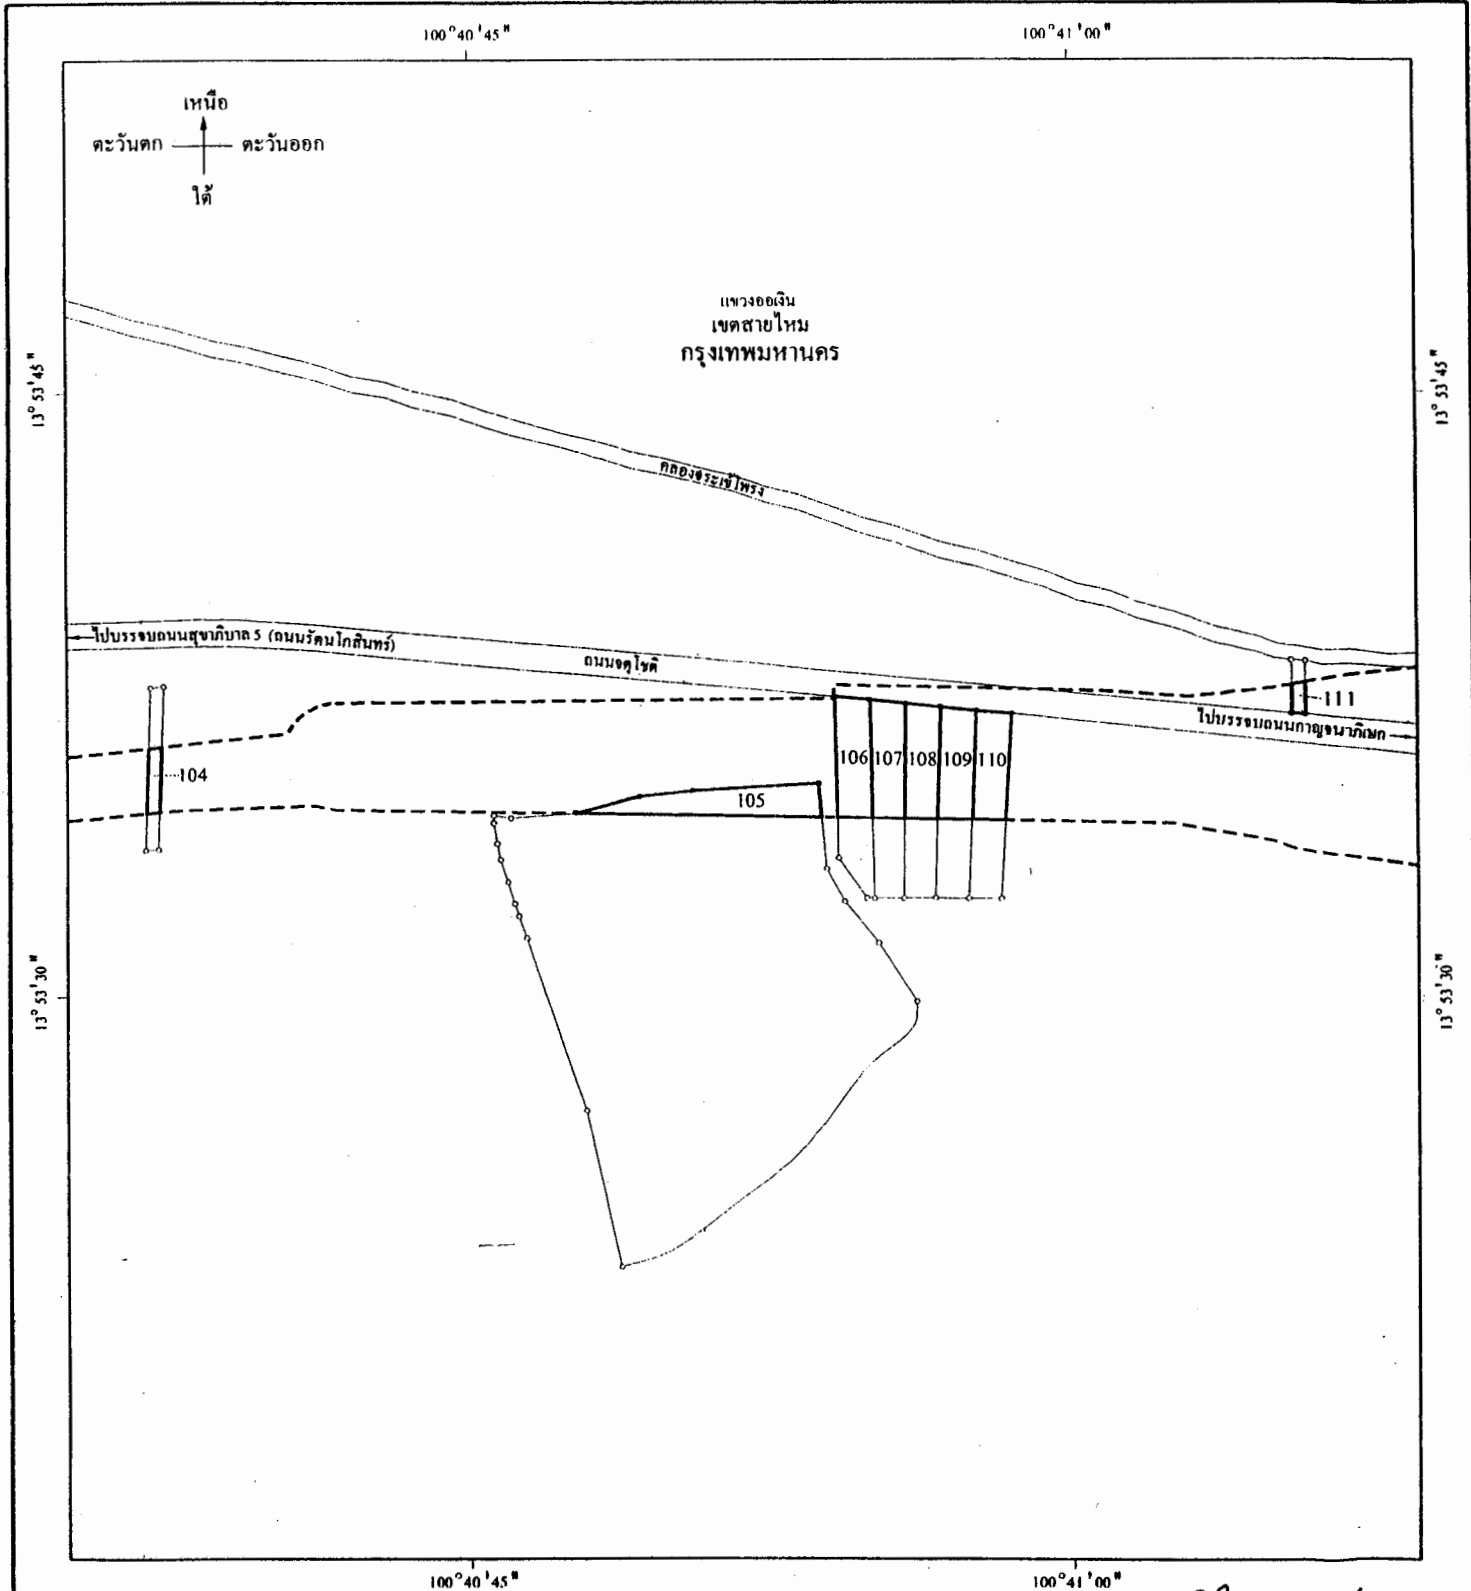 100°40'45"
100°41'00"
เหนือ
ตะวันตก
ตะวันออก
ใต้
แขวงออเงิน
เขตสายไหม
กรุงเทพมหานคร
13°53'45"
13°53'45"
คลองจระเข้โพรง
ไปบรรจบถนนสุขาภิบาล 5 (ถนนรัตนโกสินทร์)
ถนนจตุโชติ
111
ไปบรรจบถนนกาญจนาภิเษก
104
105
106
107
108
109
110
13°53'30"
13°53'30"
100°40'45"
100°41'00"